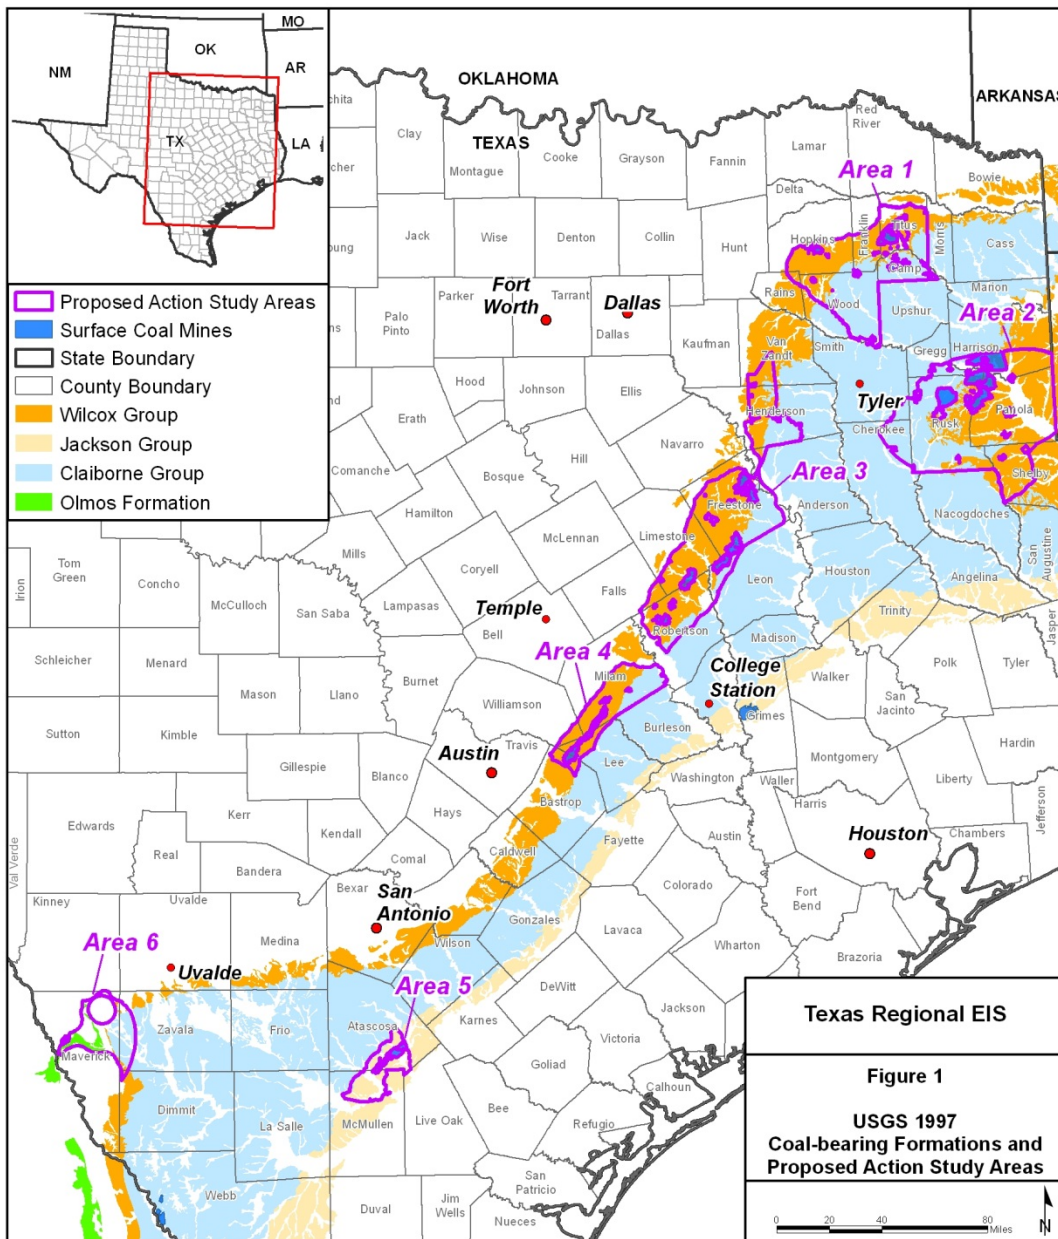 MO
OK
NM
AR
TX
LA
Proposed Action Study Areas
Surface Coal Mines
State Boundary
County Boundary
Wilcox Group
Jackson Group
Claiborne Group
Olmos Formation
OKLAHOMA
ARKANSAS
TEXAS
Red
River
Clay
Montague
Cooke
Grayson
Fannin
Lamar
Area 1
Bowie
Delta
Titus
Franklin
Morris
Cass
Hopkins
Camp
Jack
Wise
Denton
Collin
Hunt
Rains
Wood
Marion
Upshur
Area 2
Fort
Worth
Dallas
Parker
Tarrant
Palo
Pinto
Dallas
Kaufman
Van
Zandt
Smith
Gregg
Harrison
Hood
Johnson
Ellis
Tyler
Henderson
Panola
Rusk
Cherokee
Erath
Navarro
Hill
Comanche
Bosque
Area 3
Shelby
Anderson
Freestone
Nacogdoches
Hamilton
Limestone
McLennan
San
Augustine
Mills
Coryell
Leon
Houston
Angelina
Irion
Tom
Green
Concho
McCulloch
San Saba
Lampasas
Falls
Temple
Bell
Trinity
Robertson
Madison
Jasper
Schleicher
Menard
Area 4
Milam
College
Station
Walker
Polk
Tyler
Mason
Llano
Burnet
Williamson
San
Jacinto
Grimes
Burleson
Sutton
Kimble
Travis
Austin
Lee
Montgomery
Hardin
Gillespie
Blanco
Washington
Waller
Liberty
Hays
Bastrop
Harris
Jefferson
Edwards
Kerr
Kendall
Fayette
Austin
Houston
Chambers
Val Verde
Real
Bandera
Comal
Caldwell
Bexar
San
Antonio
Colorado
Fort
Bend
Kinney
Uvalde
Gonzales
Lavaca
Medina
Wilson
Wharton
Brazoria
Area 6
Uvalde
DeWitt
Area 5
Zavala
Frio
Atascosa
Karnes
Jackson
Victoria
Maverick
Goliad
Calhoun
Dimmit
La Salle
McMullen
Live Oak
Bee
Refugio
Webb
San
Patricio
Duval
Jim
Wells
Nueces
Texas Regional EIS
Figure 1
USGS 1997
Coal-bearing Formations and
Proposed Action Study Areas
0 20 40 80
Miles
N